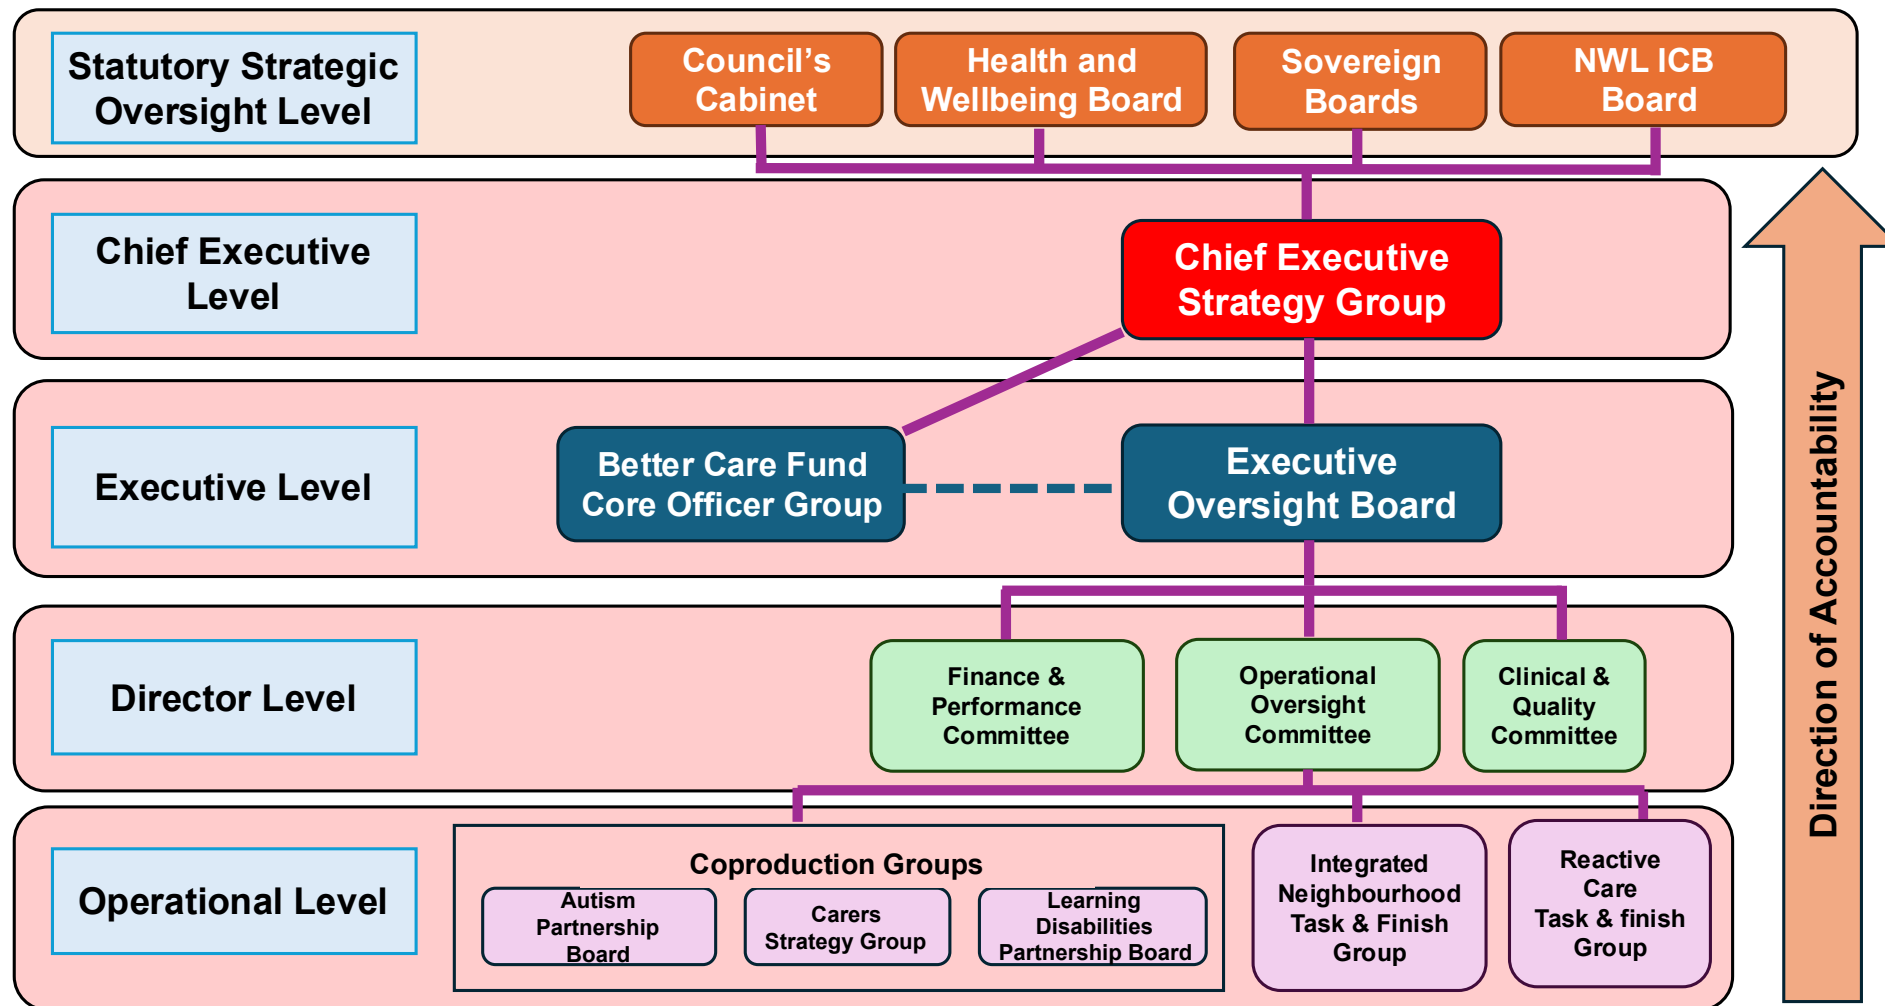 Statutory Strategic
Oversight Level
Council’s
Cabinet
Health and
Wellbeing Board
Sovereign
Boards
NWL ICB
Board
Chief Executive
Level
Chief Executive
Strategy Group
Executive Level
Better Care Fund
Core Officer Group
Executive
Oversight Board
Director Level
Finance &
Performance
Committee
Operational
Oversight
Committee
Clinical &
Quality
Committee
Operational Level
Coproduction Groups
Autism
Partnership
Board
Carers
Strategy Group
Learning
Disabilities
Partnership Board
Integrated
Neighbourhood
Task & Finish
Group
Reactive
Care
Task & finish
Group
Direction of Accountability